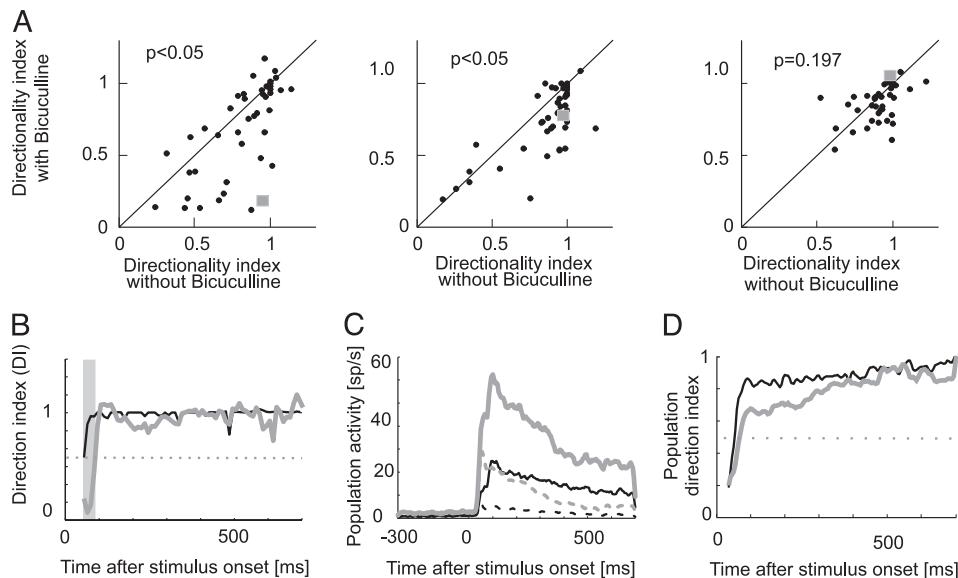 A
p<0.05
p<0.05
p=0.197
Directionality index
with Bicuculline
1.0
0.5
0
0
0.5
1
1.0
0.5
0
0
0.5
1
1.0
0.5
0
0
0.5
1
Directionality index
without Bicuculline
Directionality index
without Bicuculline
Directionality index
without Bicuculline
B
Direction index (DI)
1
0
0
500
Time after stimulus onset [ms]
C
Population activity [sp/s]
60
40
20
0
-300
0
500
Time after stimulus onset [ms]
D
Population
direction index
1
0
0
500
Time after stimulus onset [ms]